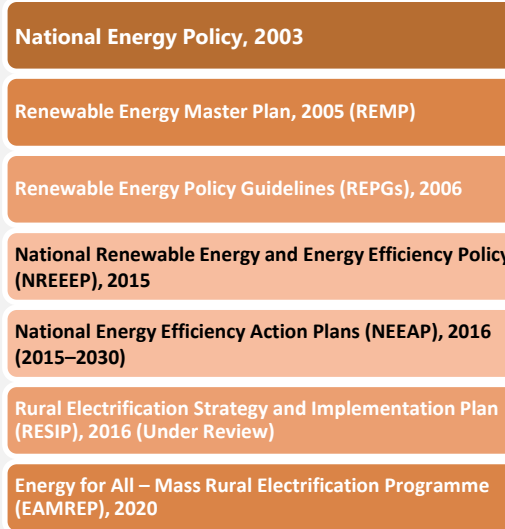 National Energy Policy, 2003
Renewable Energy Master Plan, 2005 (REMP)
Renewable Energy Policy Guidelines (REPGs), 2006
National Renewable Energy and Energy Efficiency Policy
(NREEEP), 2015
National Energy Efficiency Action Plans (NEEAP), 2016
(2015–2030)
Rural Electrification Strategy and Implementation Plan
(RESIP), 2016 (Under Review)
Energy for All – Mass Rural Electrification Programme
(EAMREP), 2020